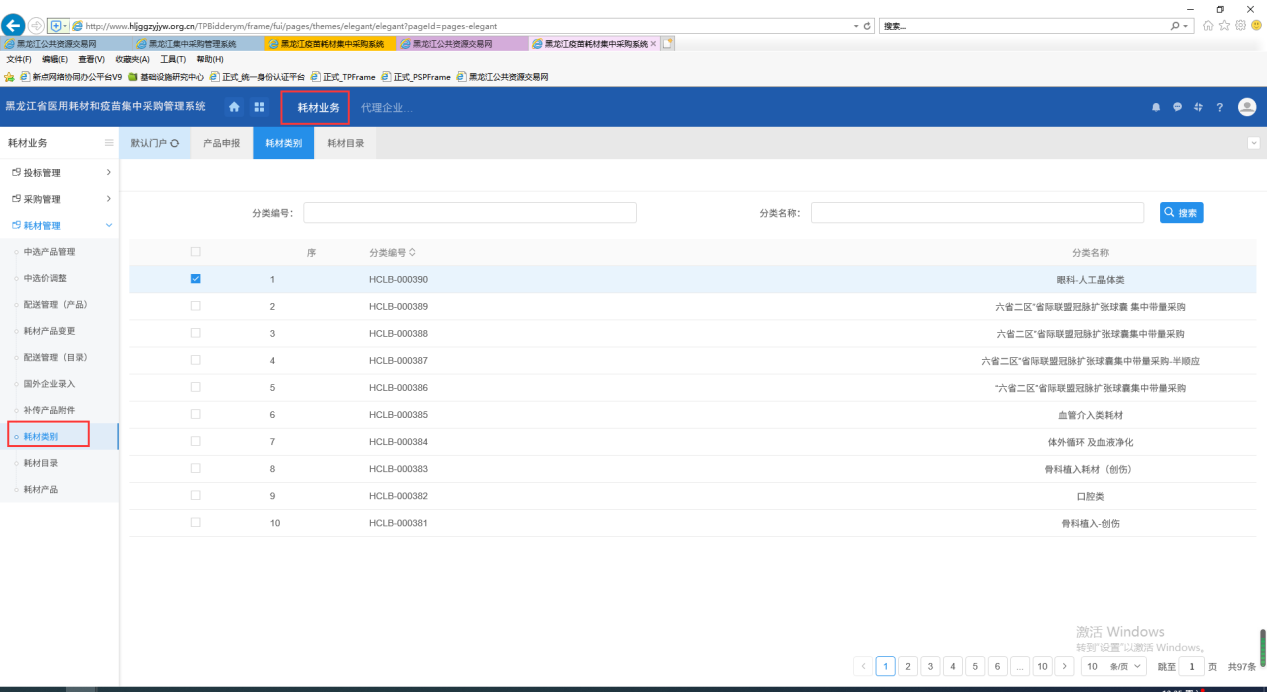 http://www.hljggzyjyw.org.cn/TPBidderym/frame/fui/pages/themes/elegant/elegant?pageId=pages-elegant
搜索...
黑龙江公共资源交易网 黑龙江集中采购管理系统 黑龙江疫苗耗材集中采购系统 黑龙江公共资源交易网 黑龙江疫苗耗材集中采购系统
文件(F) 编辑(E) 查看(V) 收藏夹(A) 工具(T) 帮助(H)
新点网络协同办公平台V9 基础设施研究中心 正式_统一身份认证平台 正式_TPFrame 正式_PSPFrame 黑龙江公共资源交易网
黑龙江省医用耗材和疫苗集中采购管理系统 耗材业务 代理企业...
耗材业务 默认门户 产品申报 耗材类别 耗材目录
投标管理
采购管理
耗材管理
中选产品管理
中选价调整
配送管理（产品）
耗材产品变更
配送管理（目录）
国外企业录入
补传产品附件
耗材类别
耗材目录
耗材产品
分类编号： 分类名称： 搜索
序 分类编号 分类名称
1 HCLB-000390 眼科-人工晶体类
2 HCLB-000389 六省二区"省际联盟冠脉扩张球囊 集中带量采购
3 HCLB-000388 六省二区"省际联盟冠脉扩张球囊集中带量采购
4 HCLB-000387 六省二区"省际联盟冠脉扩张球囊集中带量采购-半顺应
5 HCLB-000386 "六省二区"省际联盟冠脉扩张球囊集中带量采购
6 HCLB-000385 血管介入类耗材
7 HCLB-000384 体外循环 及血液净化
8 HCLB-000383 骨科植入耗材（创伤）
9 HCLB-000382 口腔类
10 HCLB-000381 骨科植入-创伤
激活 Windows
转到"设置"以激活 Windows。
1 2 3 4 5 6 ... 10 10 条/页 跳至 1 页 共97条